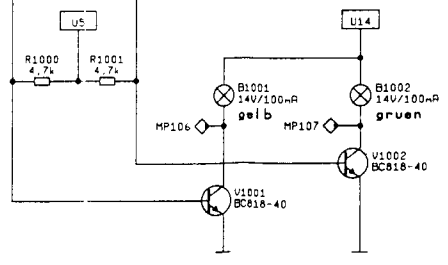 U5
U14
R1000
4,7k
R1001
4,7k
B1001
14V/100mA
gelb
B1002
14V/100mA
gruen
MP106
MP107
V1002
BC818-40
V1001
BC818-40